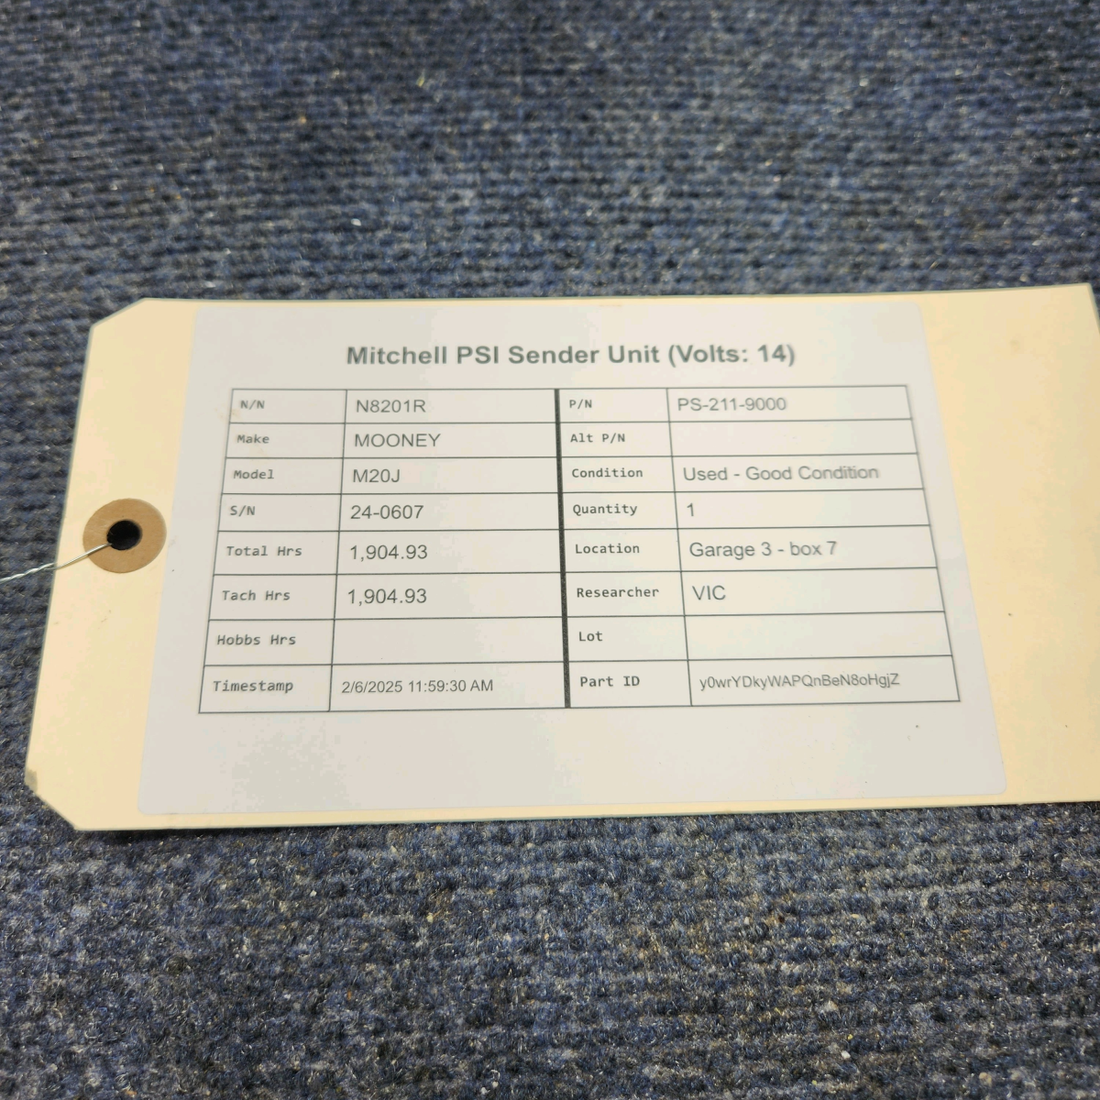 Mitchell PSI Sender Unit (Volts: 14)
N/N N8201R P/N PS-211-9000
Make MOONEY Alt P/N
Model M20J Condition Used - Good Condition
S/N 24-0607 Quantity 1
Total Hrs 1,904.93 Location Garage 3 - box 7
Tach Hrs 1,904.93 Researcher VIC
Hobbs Hrs Lot
Timestamp 2/6/2025 11:59:30 AM Part ID y0wrYDkyWAPQnBeN8oHgjZ